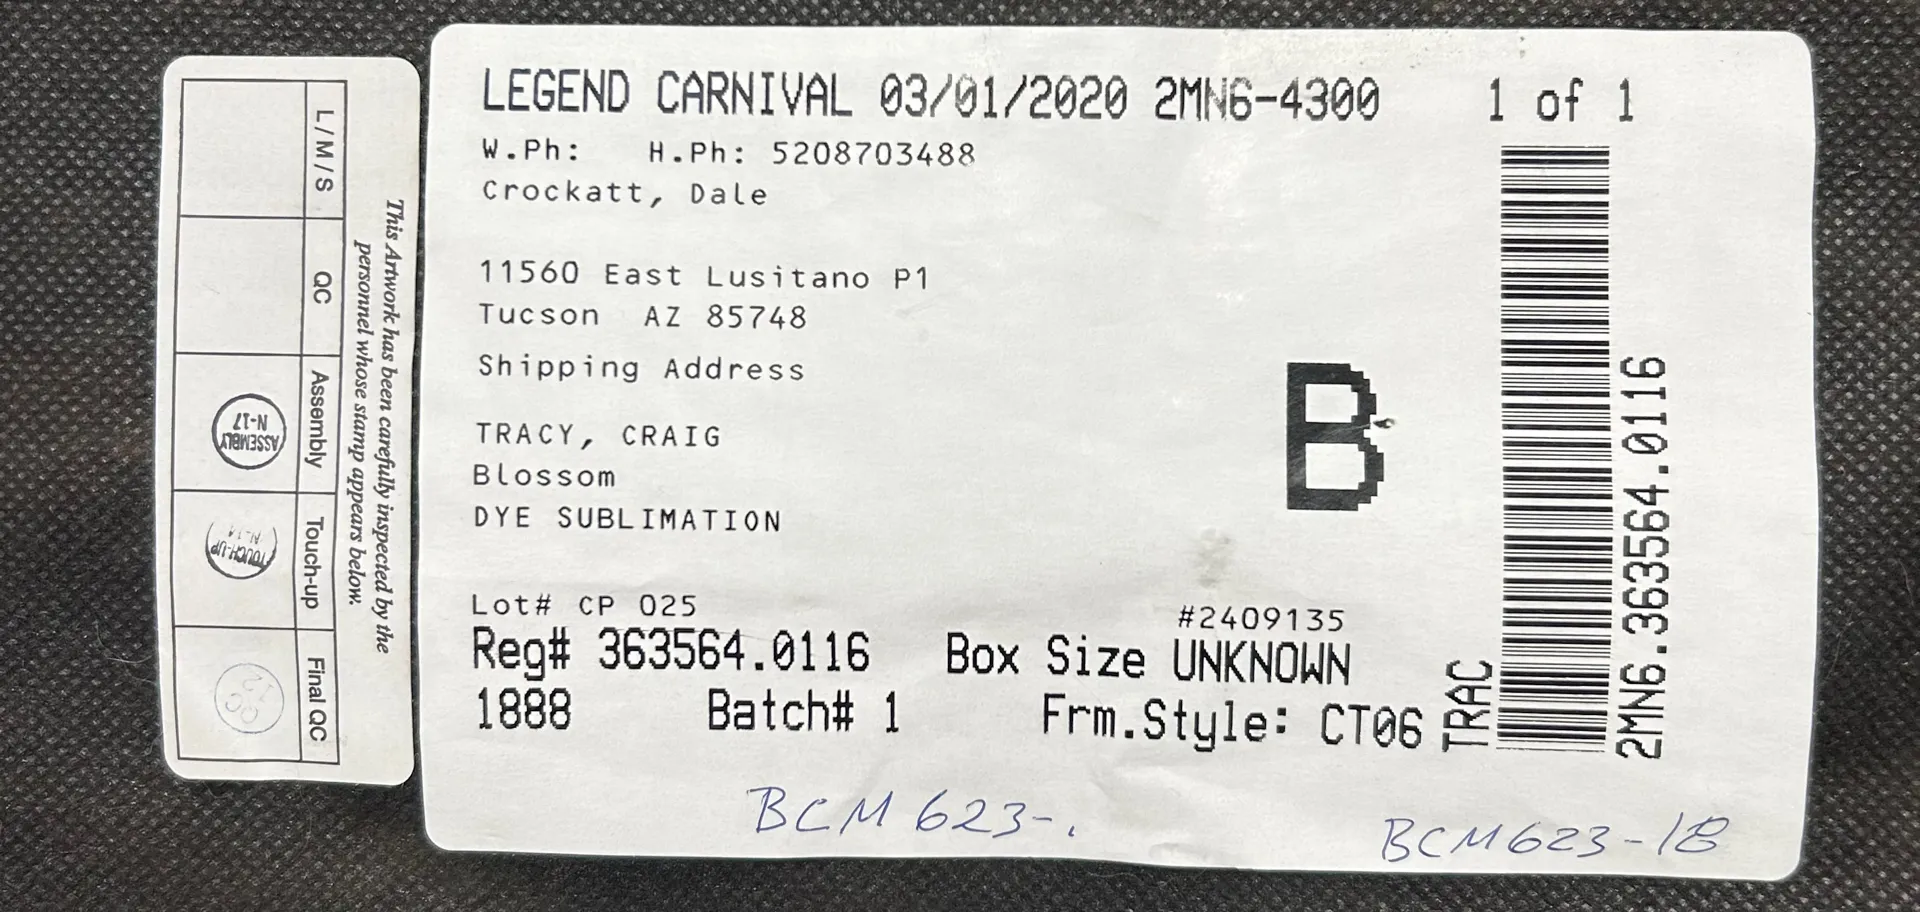 LEGEND CARNIVAL 03/01/2020 2MN6-4300 1 of 1
W.Ph: H.Ph: 5208703488
Crockatt, Dale
11560 East Lusitano Pl
Tucson AZ 85748
Shipping Address
TRACY, CRAIG
Blossom
DYE SUBLIMATION
B
Lot# CP 025 #2409135
Reg# 363564.0116 Box Size UNKNOWN
1888 Batch# 1 Frm.Style: CT06
TRAC
2MN6.363564.0116
BCM 623-
BCM623-18
This Artwork has been carefully inspected by the
personnel whose stamp appears below.
L/M/S QC Assembly Touch-up Final QC
ASSEMBLY
N-17
TOUCH-UP
N-14
QC
12